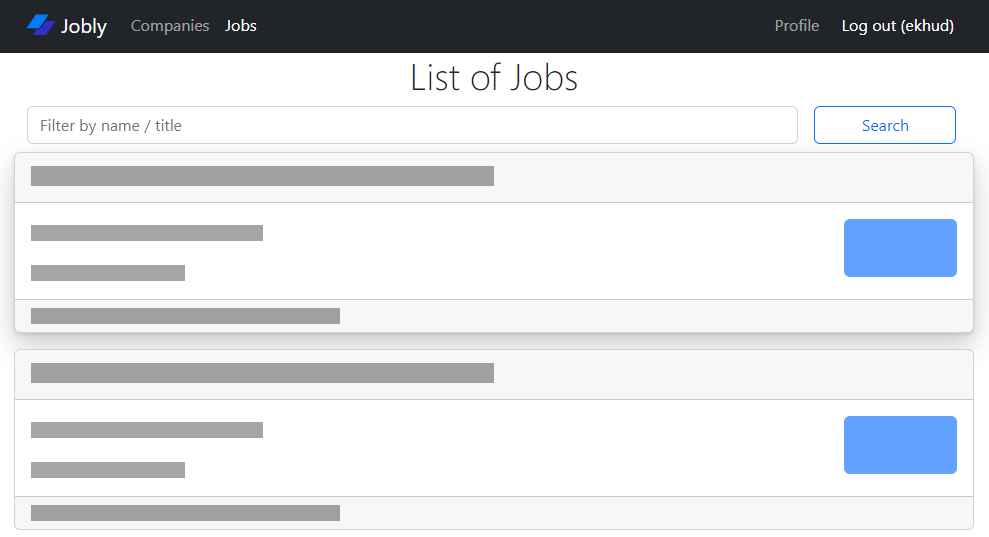 Jobly Companies Jobs Profile Log out (ekhud)
List of Jobs
Filter by name / title Search